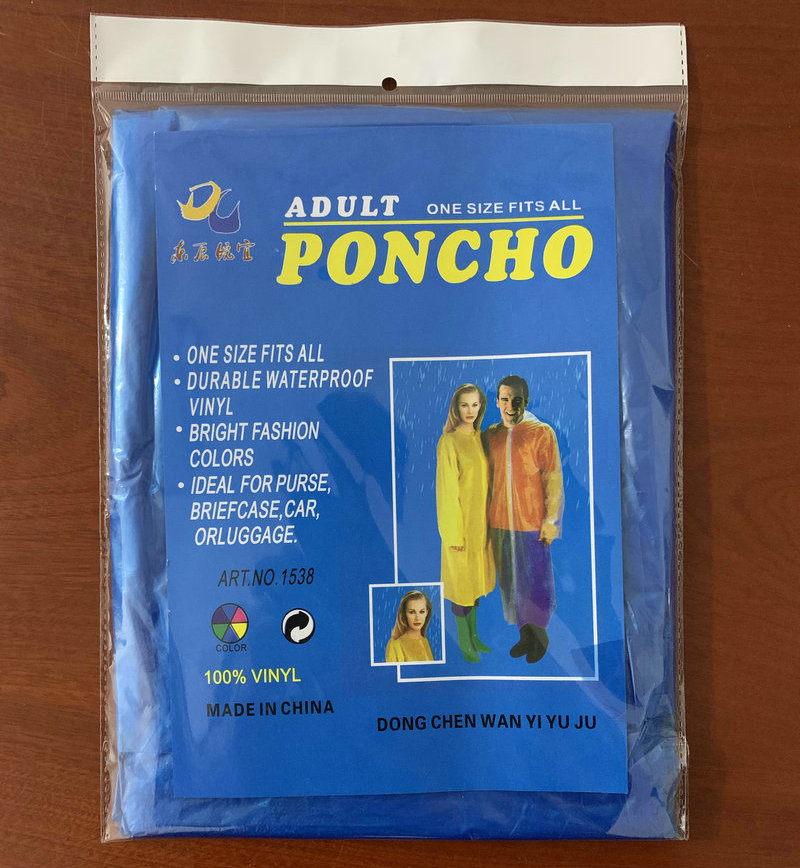 ADULT ONE SIZE FITS ALL
PONCHO
• ONE SIZE FITS ALL
• DURABLE WATERPROOF
VINYL
• BRIGHT FASHION
COLORS
• IDEAL FOR PURSE,
BRIEFCASE,CAR,
ORLUGGAGE.
ART.NO.1538
COLOR
100% VINYL
MADE IN CHINA
DONG CHEN WAN YI YU JU